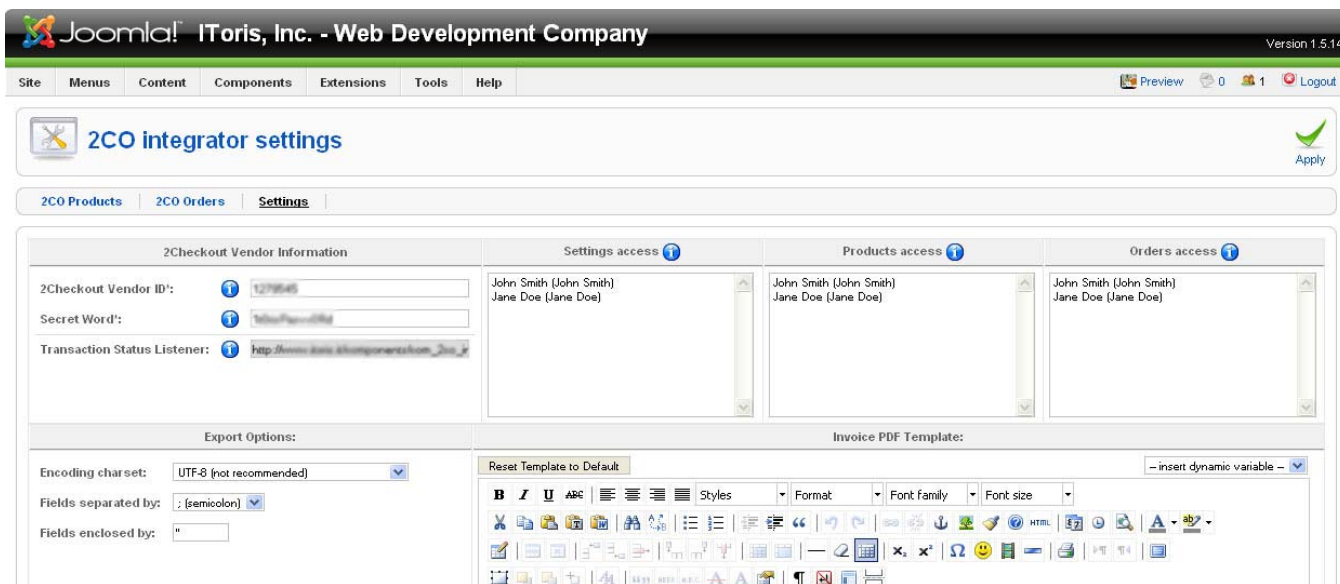 Joomla! IToris, Inc. - Web Development Company
Version 1.5.14
Site Menus Content Components Extensions Tools Help Preview 0 1 Logout
2CO integrator settings
Apply
2CO Products 2CO Orders Settings
2Checkout Vendor Information Settings access Products access Orders access
2Checkout Vendor ID*:
Secret Word*:
Transaction Status Listener:
John Smith (John Smith)
Jane Doe (Jane Doe)
John Smith (John Smith)
Jane Doe (Jane Doe)
John Smith (John Smith)
Jane Doe (Jane Doe)
Export Options: Invoice PDF Template:
Encoding charset: UTF-8 (not recommended)
Fields separated by: ; (semicolon)
Fields enclosed by: "
Reset Template to Default -- insert dynamic variable --
B I U ABC Styles Format Font family Font size
HTML A ab
x₂ x² Ω
A A ¶